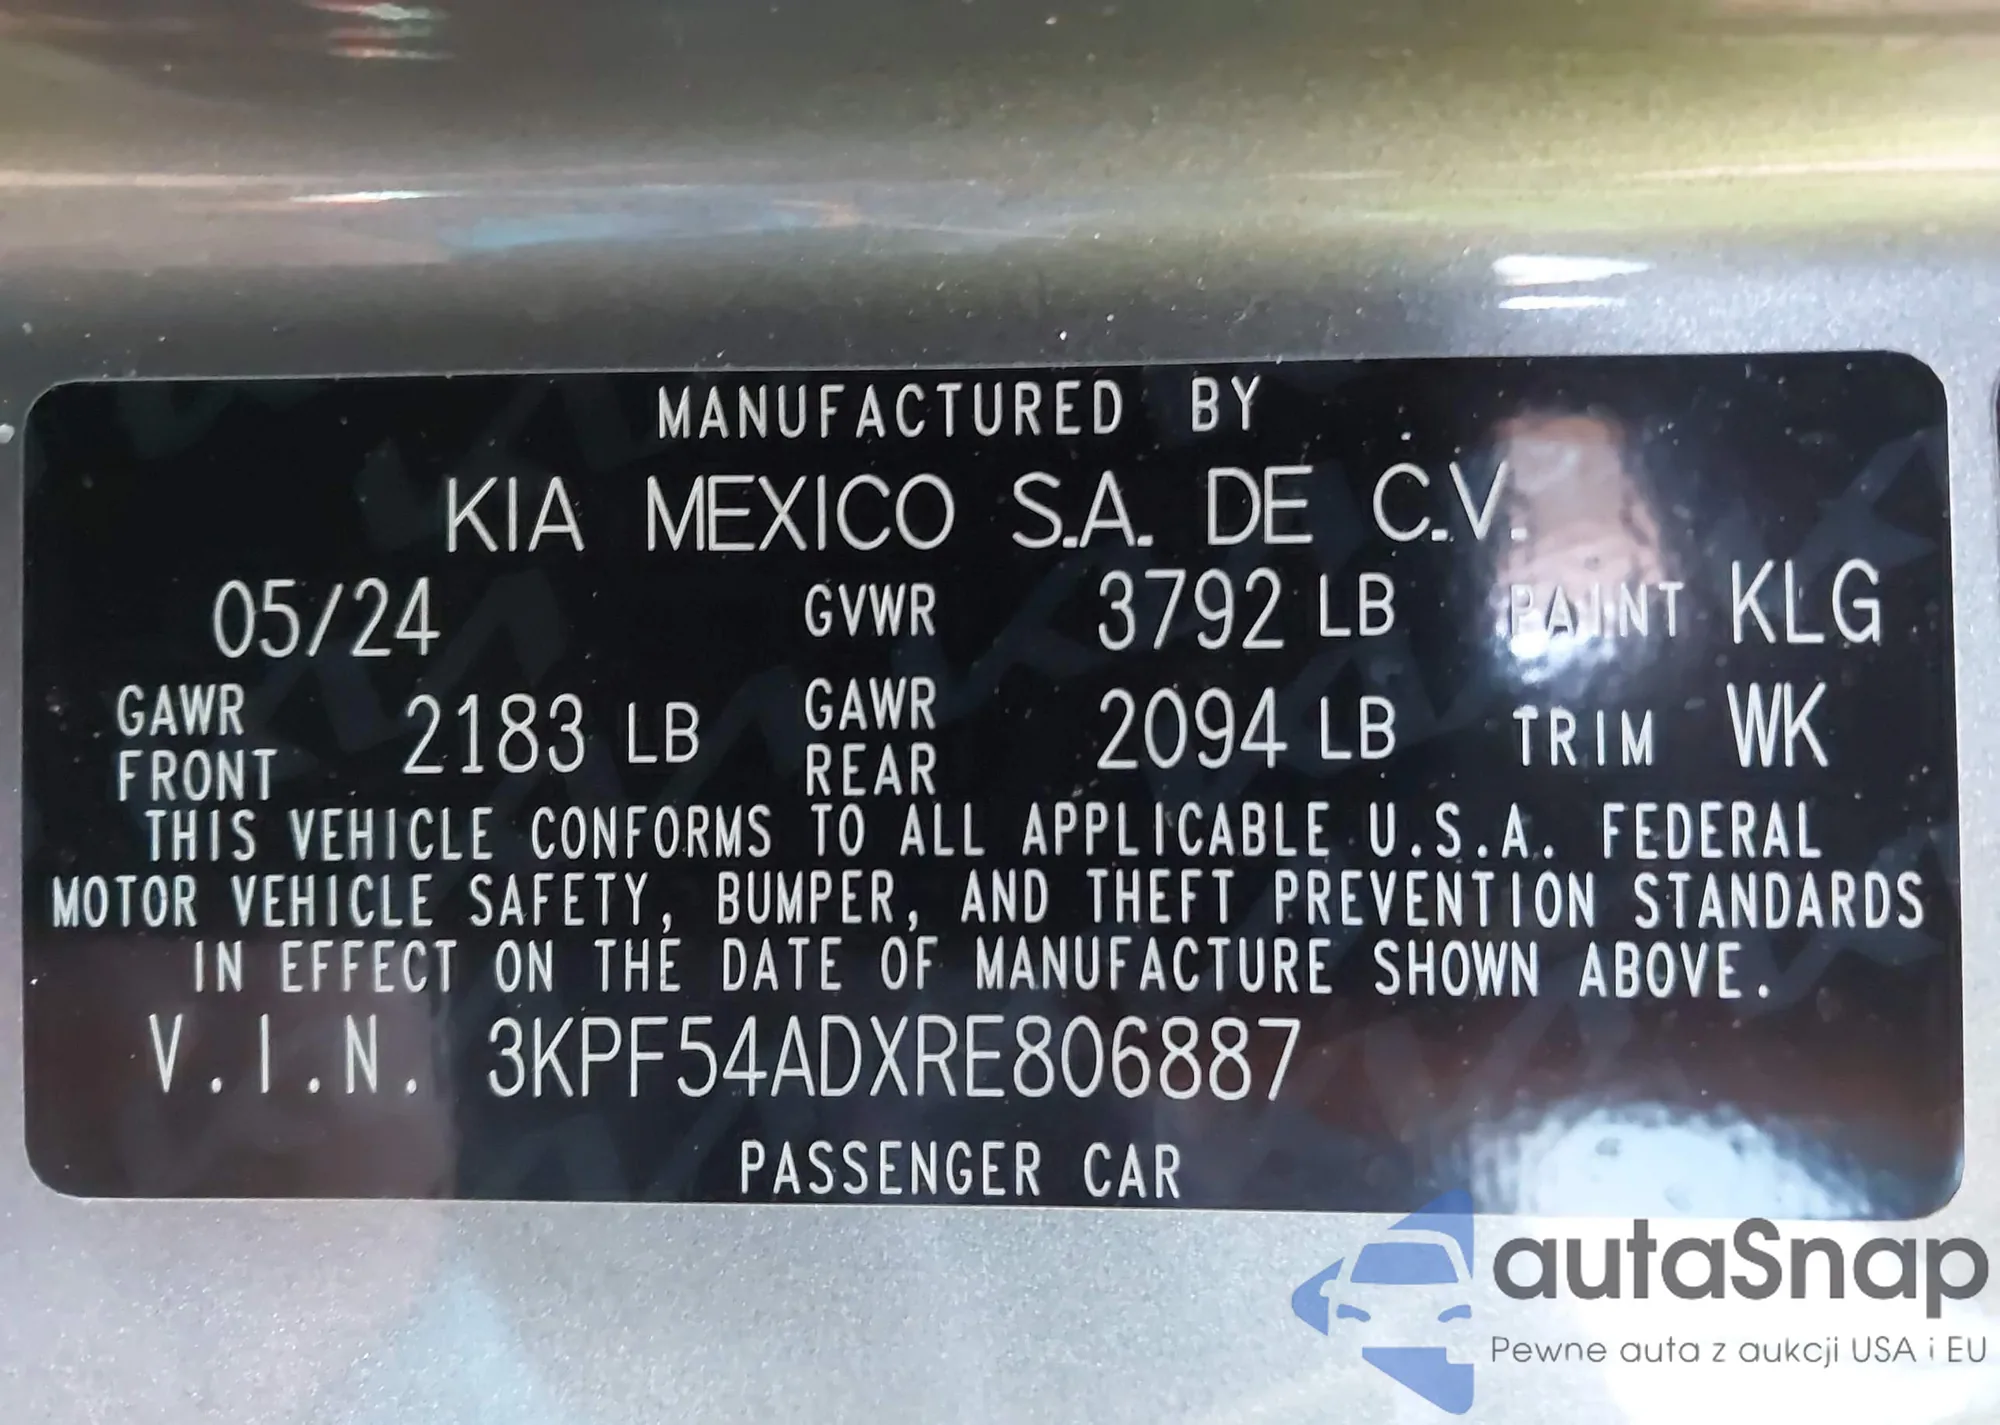 MANUFACTURED BY
KIA MEXICO S.A. DE C.V.
05/24 GVWR 3792 LB PAINT KLG
GAWR FRONT 2183 LB GAWR REAR 2094 LB TRIM WK
THIS VEHICLE CONFORMS TO ALL APPLICABLE U.S.A. FEDERAL
MOTOR VEHICLE SAFETY, BUMPER, AND THEFT PREVENTION STANDARDS
IN EFFECT ON THE DATE OF MANUFACTURE SHOWN ABOVE.
V.I.N. 3KPF54ADXRE806887
PASSENGER CAR
autaSnap
Pewne auta z aukcji USA i EU